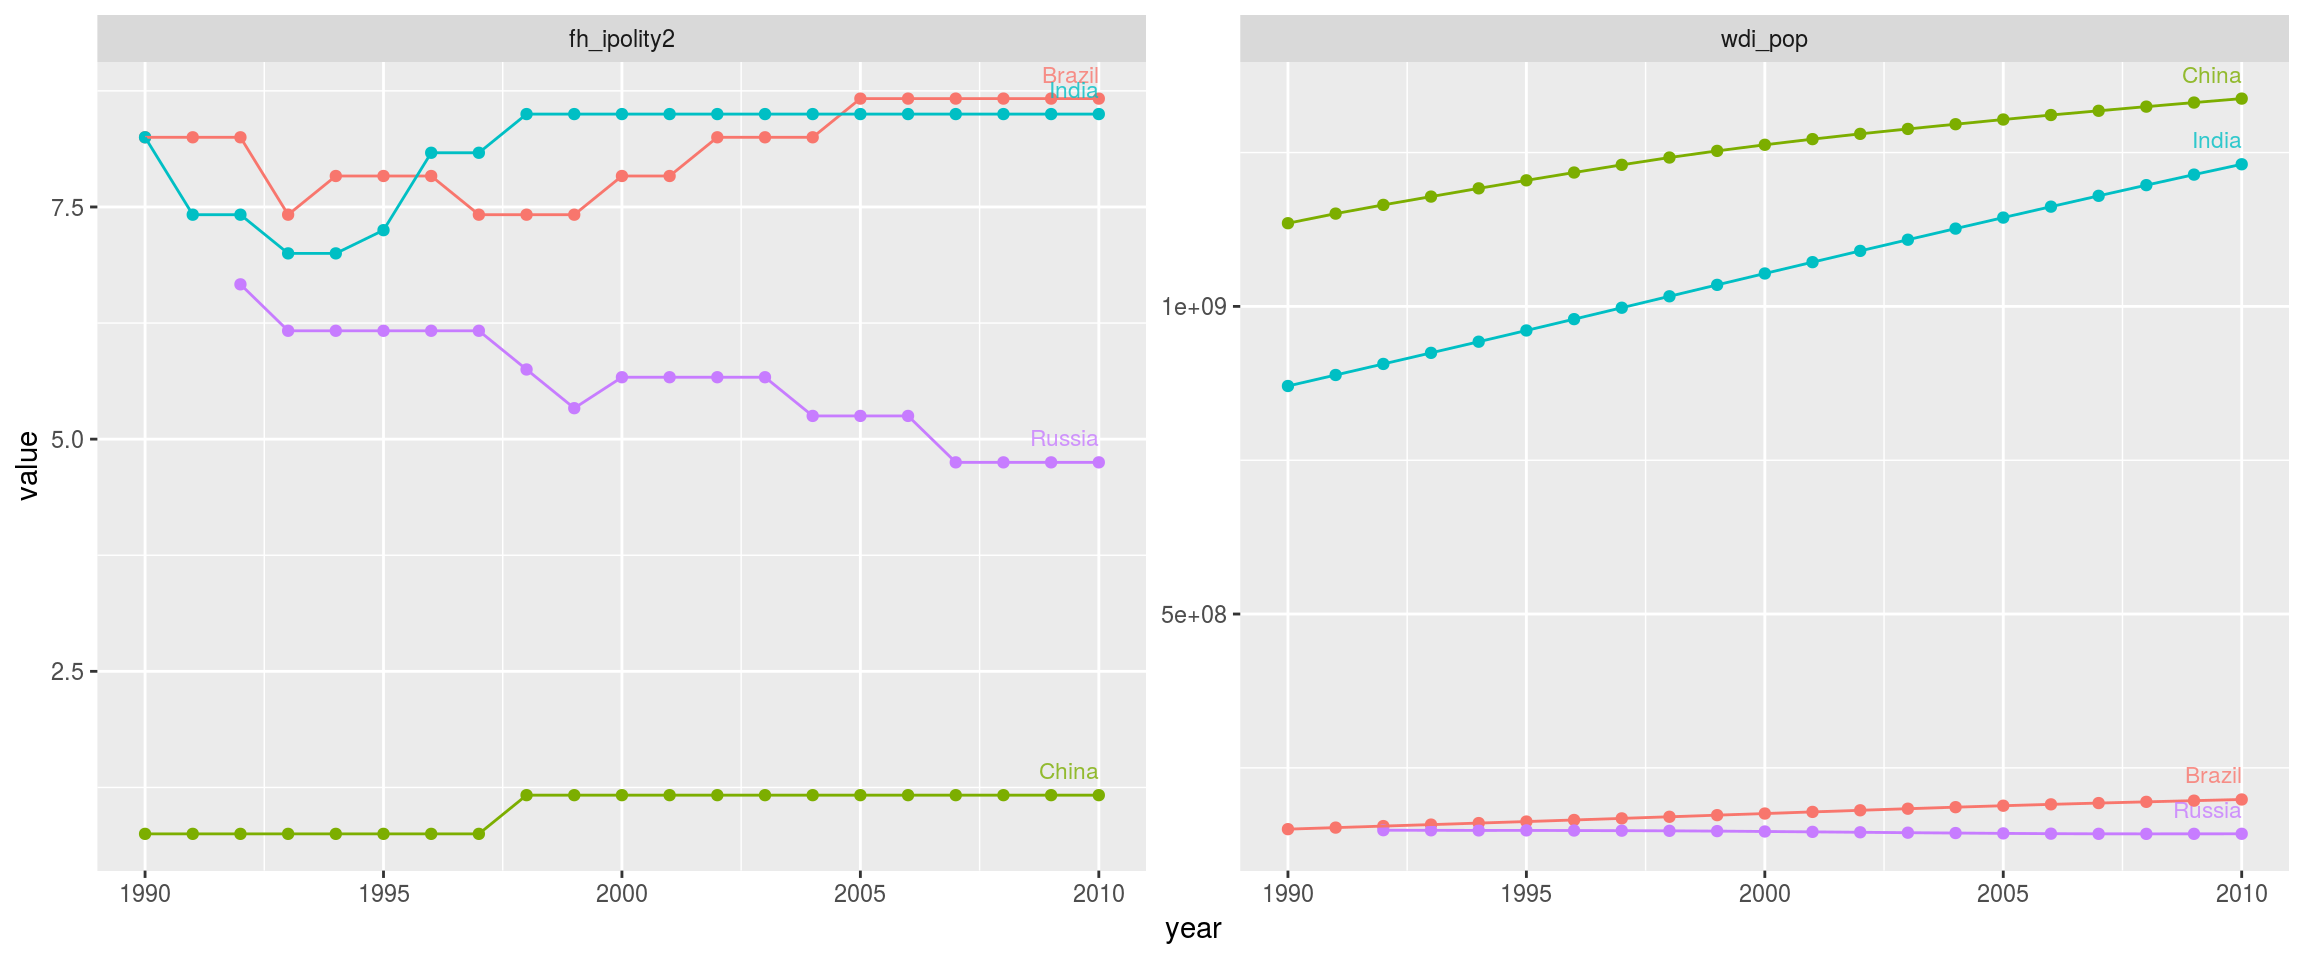 fh_ipolity2
wdi_pop
value
7.5
5.0
2.5
Brazil
India
Russia
China
1990 1995 2000 2005 2010
1e+09
5e+08
China
India
Brazil
Russia
1990 1995 2000 2005 2010
year